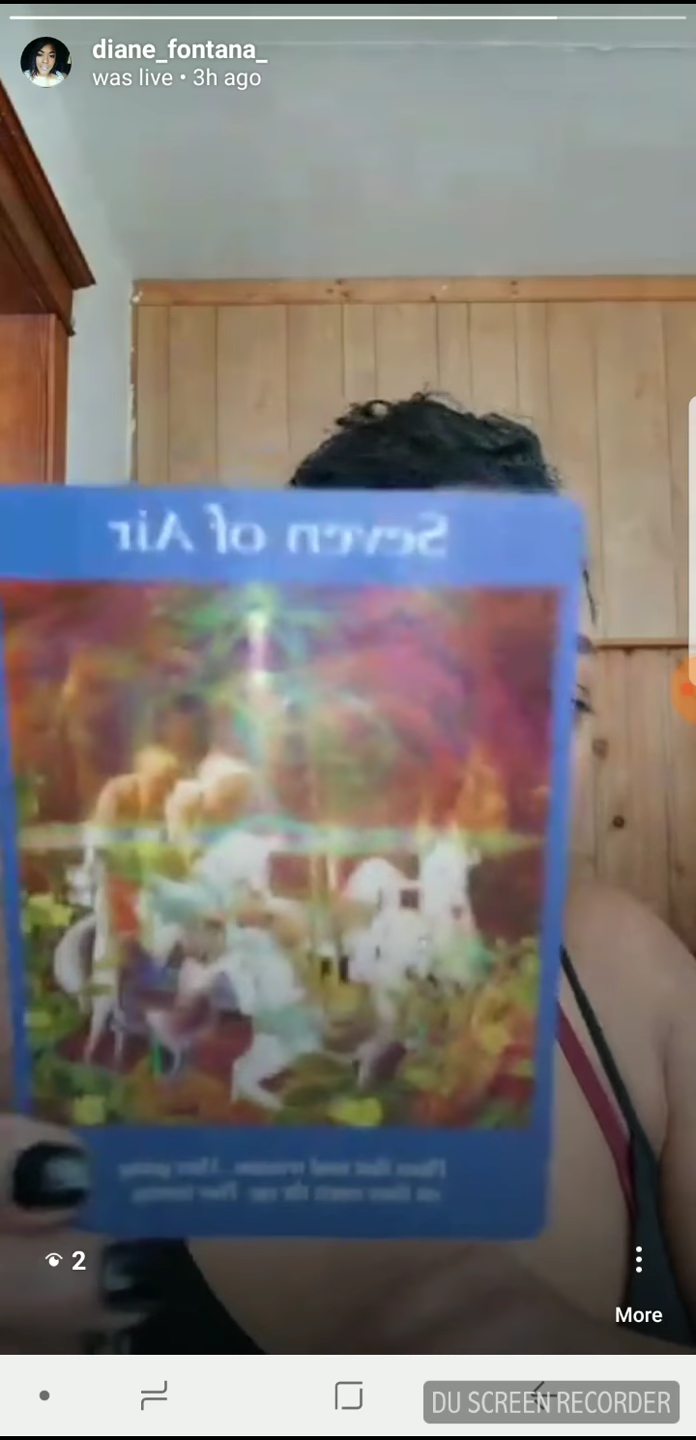 diane_fontana_
was live • 3h ago
Seven of Air
2
More
DU SCREEN RECORDER